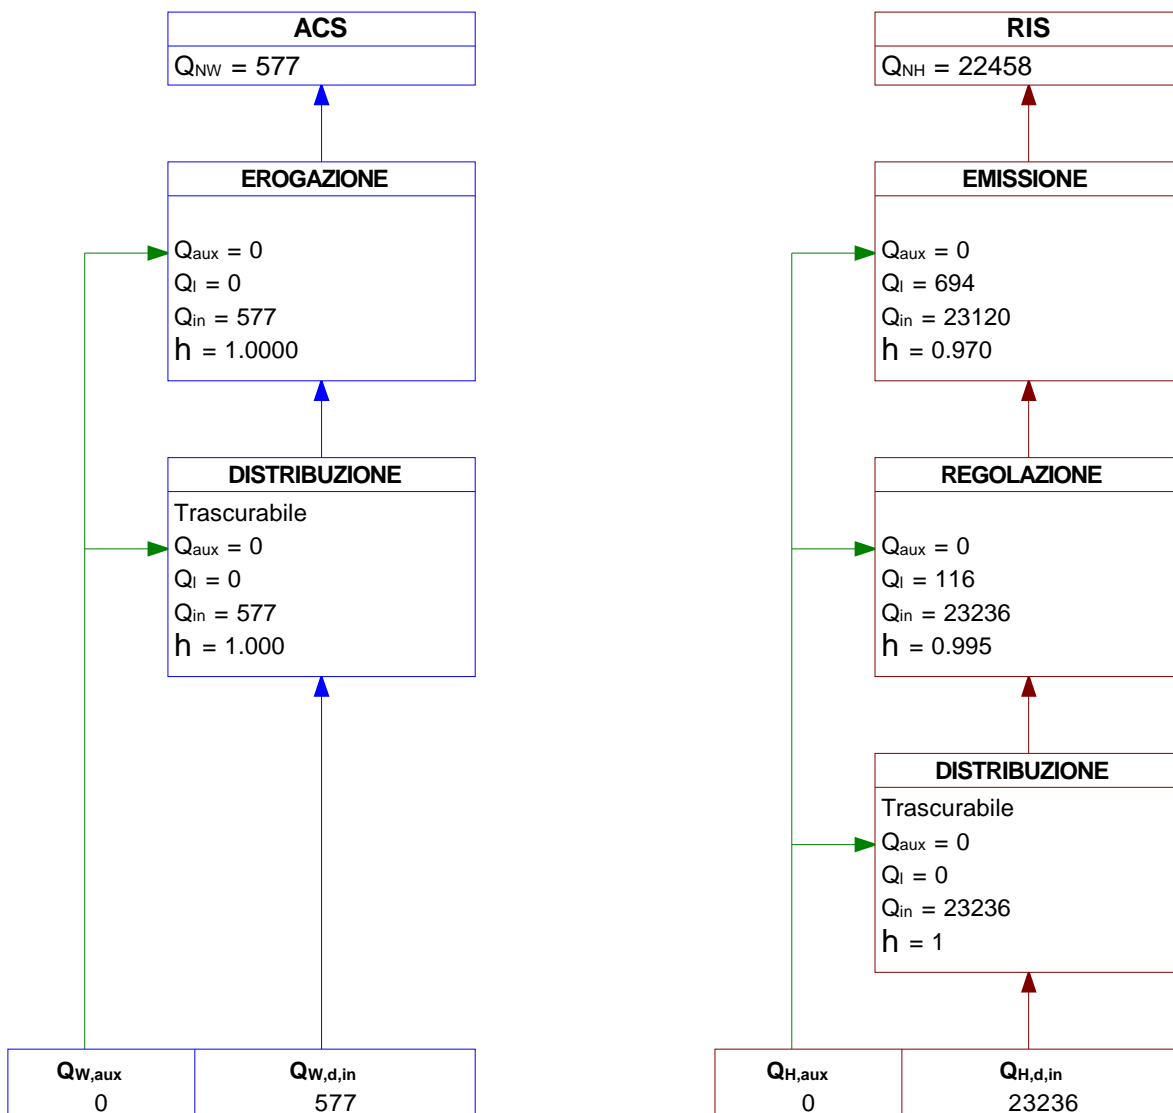 ACS
QNW = 577
EROGAZIONE
Qaux = 0
Ql = 0
Qin = 577
h = 1.0000
DISTRIBUZIONE
Trascurabile
Qaux = 0
Ql = 0
Qin = 577
h = 1.000
QW,aux
0
QW,d,in
577
RIS
QNH = 22458
EMISSIONE
Qaux = 0
Ql = 694
Qin = 23120
h = 0.970
REGOLAZIONE
Qaux = 0
Ql = 116
Qin = 23236
h = 0.995
DISTRIBUZIONE
Trascurabile
Qaux = 0
Ql = 0
Qin = 23236
h = 1
QH,aux
0
QH,d,in
23236